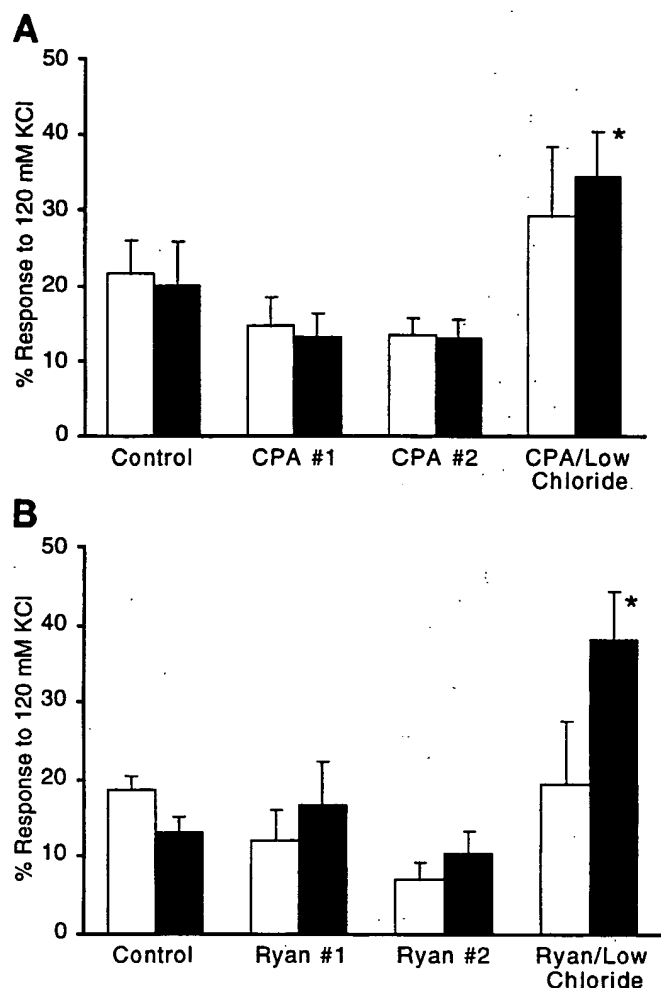 A
% Response to 120 mM KCl
50
40
30
20
10
0
*
Control
CPA #1
CPA #2
CPA/Low
Chloride
B
% Response to 120 mM KCl
50
40
30
20
10
0
*
Control
Ryan #1
Ryan #2
Ryan/Low
Chloride